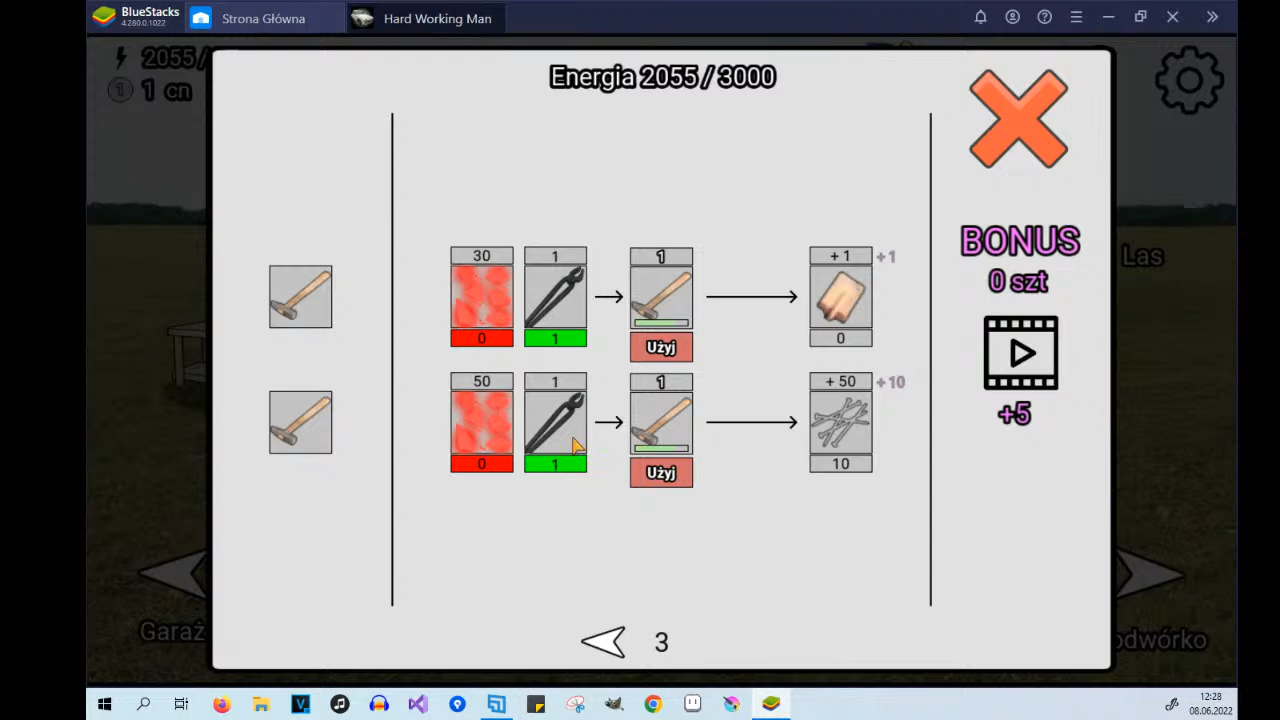 BlueStacks
4.280.0.1022
Strona Główna
Hard Working Man
2055/
1 cn
Energia 2055 / 3000
BONUS
0 szt
+5
Las
30 1 1 + 1 +1
0 1 Użyj 0
50 1 1 + 50 +10
0 1 Użyj 10
Garaż
odwórko
3
12:28
08.06.2022